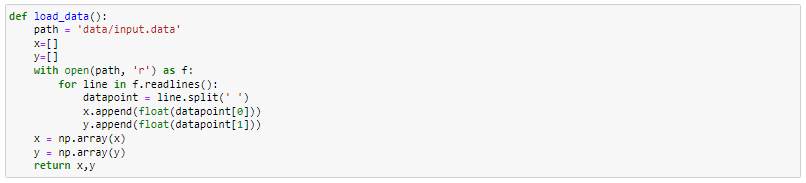 def load_data():
    path = 'data/input.data'
    x=[]
    y=[]
    with open(path, 'r') as f:
        for line in f.readlines():
            datapoint = line.split(' ')
            x.append(float(datapoint[0]))
            y.append(float(datapoint[1]))
    x = np.array(x)
    y = np.array(y)
    return x,y